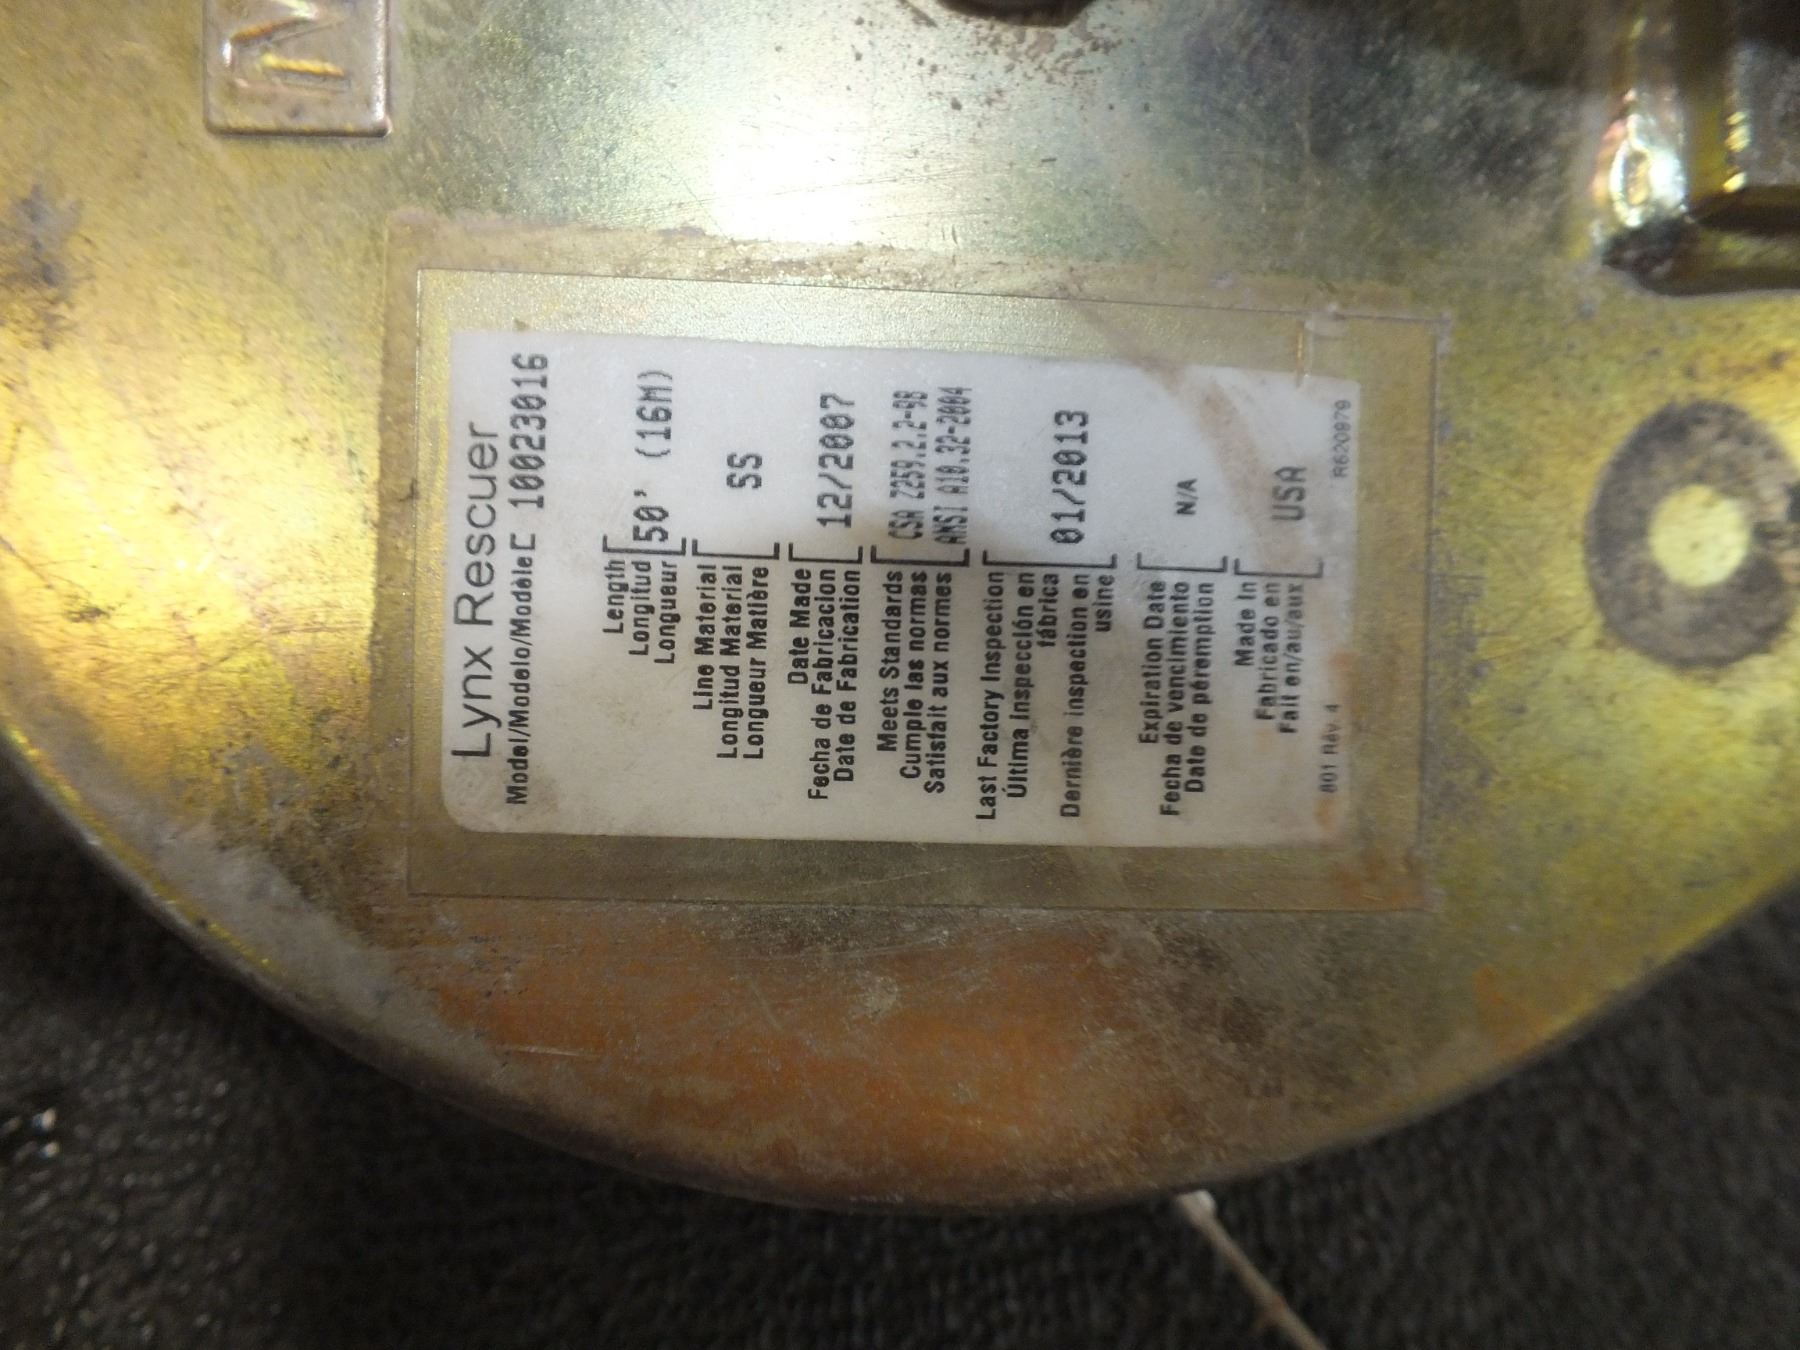 Lynx Rescuer
Model/Modelo/Modèle[ 10023016
Length
Longitud
Longueur
50' (16M)
Line Material
Longitud Material
Longueur Matière
SS
Date Made
Fecha de Fabricacion
Date de Fabrication
12/2007
Meets Standards
Cumple las normas
Satisfait aux normes
CSA Z259.2.2-98
ANSI A10.32-2004
Last Factory Inspection
Última Inspección en
fábrica
Dernière inspection en
usine
01/2013
Expiration Date
Fecha de vencimiento
Date de péremption
N/A
Made In
Fabricado en
Fait en/au/aux
USA
801 Rev 4
R620879